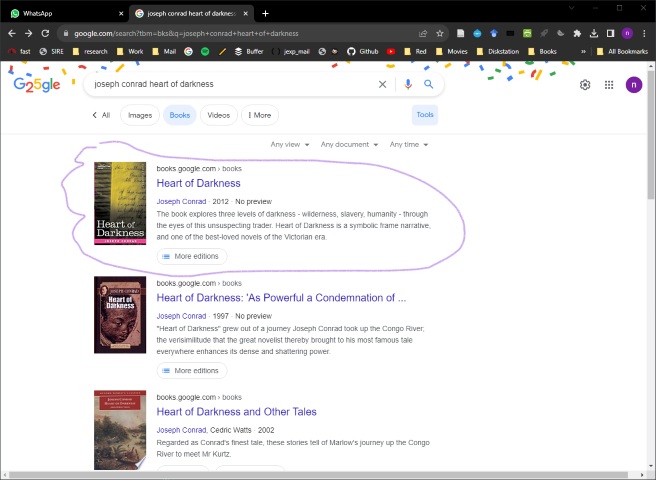 WhatsApp
joseph conrad heart of darkness
google.com/search?tbm=bks&q=joseph+conrad+heart+of+darkness
fast SIRE research Work Mail Buffer jexp_mail Github Red Movies Diskstation Books » All Bookmarks
G25gle
joseph conrad heart of darkness
n
All Images Books Videos More
Tools
Any view Any document Any time
books.google.com › books
Heart of Darkness
Joseph Conrad · 2012 · No preview
The book explores three levels of darkness - wilderness, slavery, humanity - through
the eyes of this unsuspecting trader. Heart of Darkness is a symbolic frame narrative,
and one of the best-loved novels of the Victorian era.
More editions
Heart of
Darkness
JOSEPH CONRAD
books.google.com › books
Heart of Darkness: 'As Powerful a Condemnation of ...
Joseph Conrad · 1997 · No preview
"Heart of Darkness" grew out of a journey Joseph Conrad took up the Congo River;
the verisimilitude that the great novelist thereby brought to his most famous tale
everywhere enhances its dense and shattering power.
More editions
JOSEPH CONRAD
Heart of
Darkness
books.google.com › books
Heart of Darkness and Other Tales
Joseph Conrad, Cedric Watts · 2002
Regarded as Conrad's finest tale, these stories tell of Marlow's journey up the Congo
River to meet Mr Kurtz.